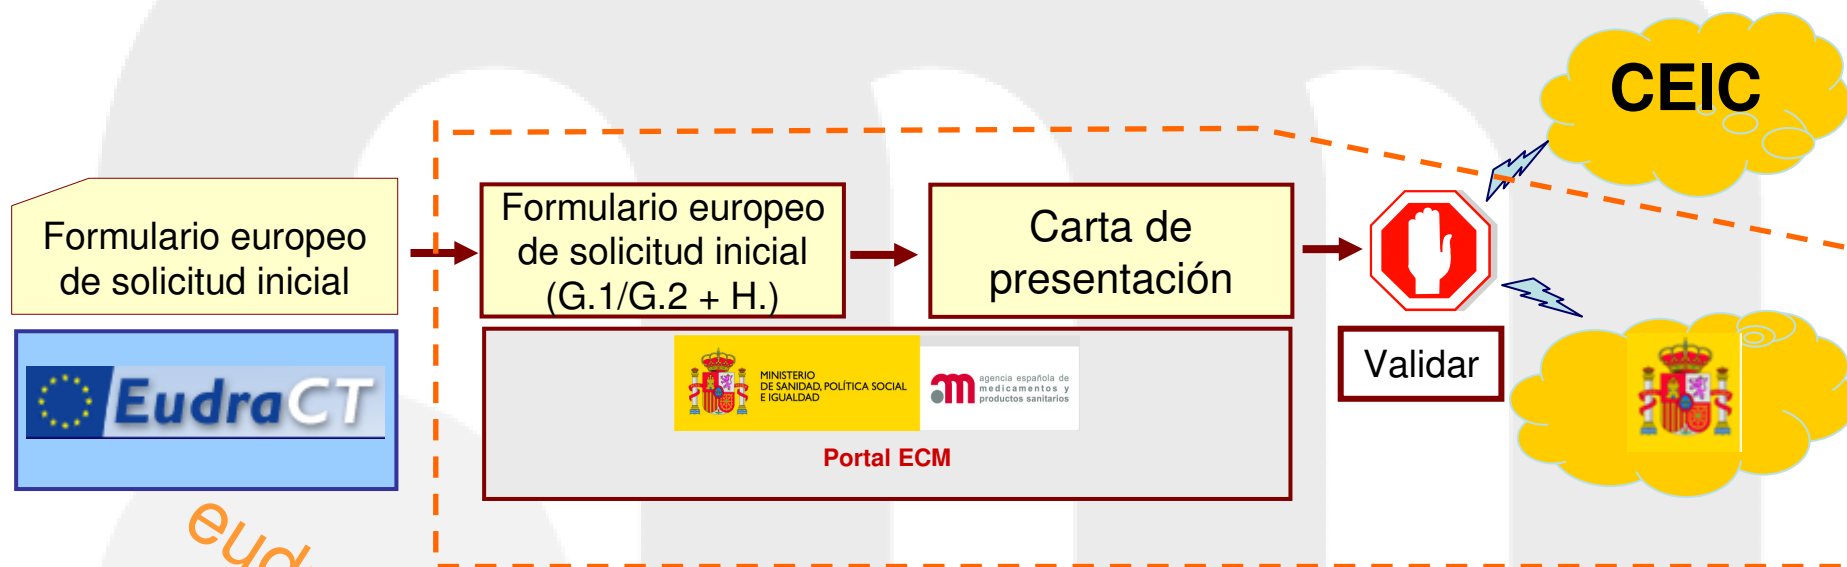 CEIC
Formulario europeo
de solicitud inicial
Formulario europeo
de solicitud inicial
(G.1/G.2 + H.)
Carta de
presentación
Validar
EudraCT
MINISTERIO
DE SANIDAD, POLÍTICA SOCIAL
E IGUALDAD
agencia española de
medicamentos y
productos sanitarios
Portal ECM